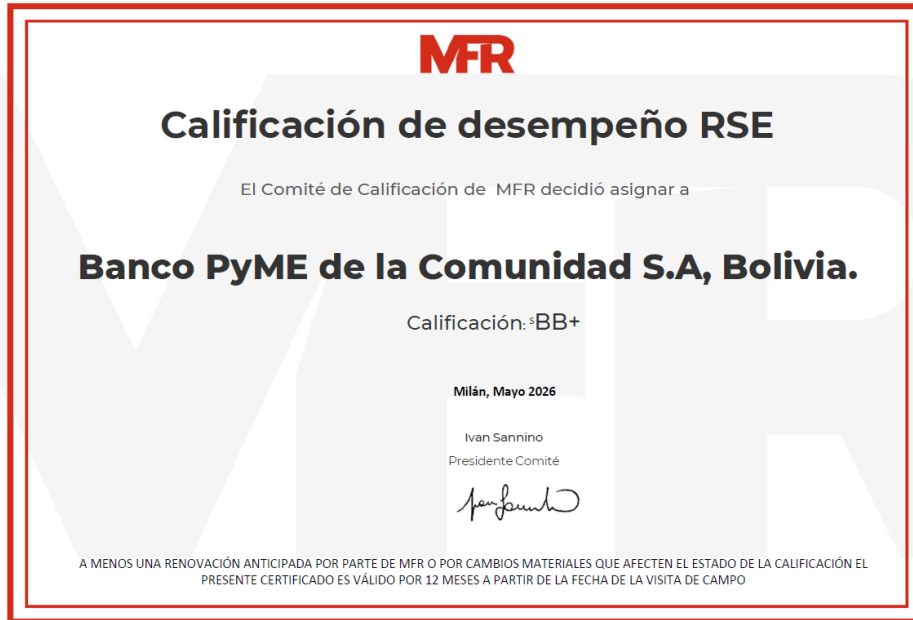 MFR
Calificación de desempeño RSE
El Comité de Calificación de MFR decidió asignar a
Banco PyME de la Comunidad S.A, Bolivia.
Calificación: sBB+
Milán, Mayo 2026
Ivan Sannino
Presidente Comité
A MENOS UNA RENOVACIÓN ANTICIPADA POR PARTE DE MFR O POR CAMBIOS MATERIALES QUE AFECTEN EL ESTADO DE LA CALIFICACIÓN EL
PRESENTE CERTIFICADO ES VÁLIDO POR 12 MESES A PARTIR DE LA FECHA DE LA VISITA DE CAMPO